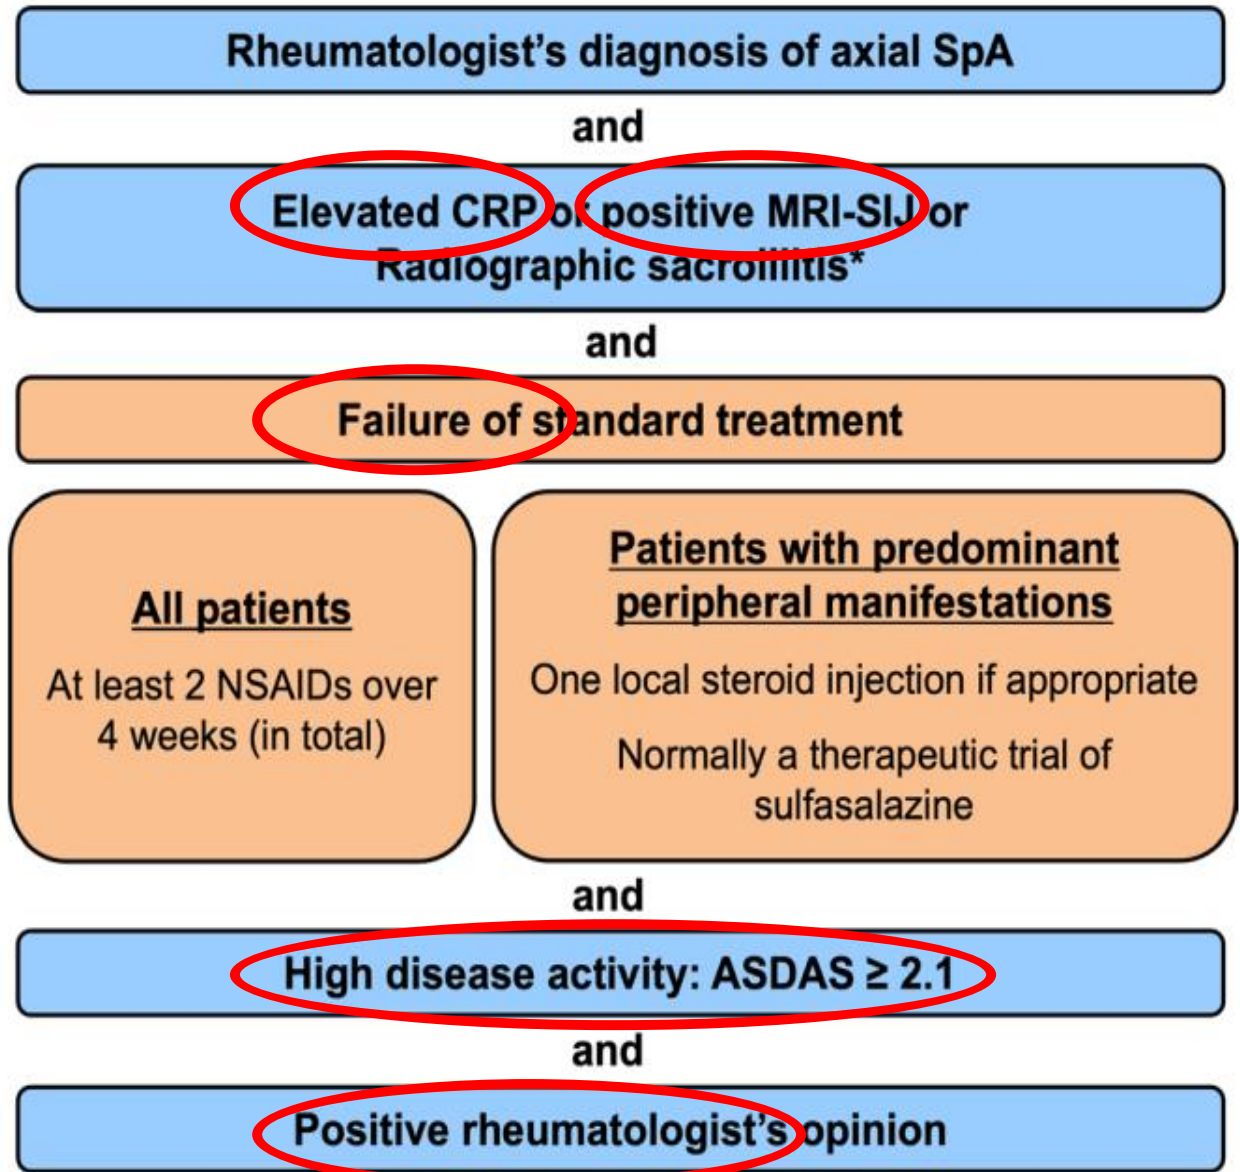 Rheumatologist's diagnosis of axial SpA
and
Elevated CRP or positive MRI-SIJ or
Radiographic sacroiliitis*
and
Failure of standard treatment
All patients
At least 2 NSAIDs over
4 weeks (in total)
Patients with predominant
peripheral manifestations
One local steroid injection if appropriate
Normally a therapeutic trial of
sulfasalazine
and
High disease activity: ASDAS ≥ 2.1
and
Positive rheumatologist's opinion